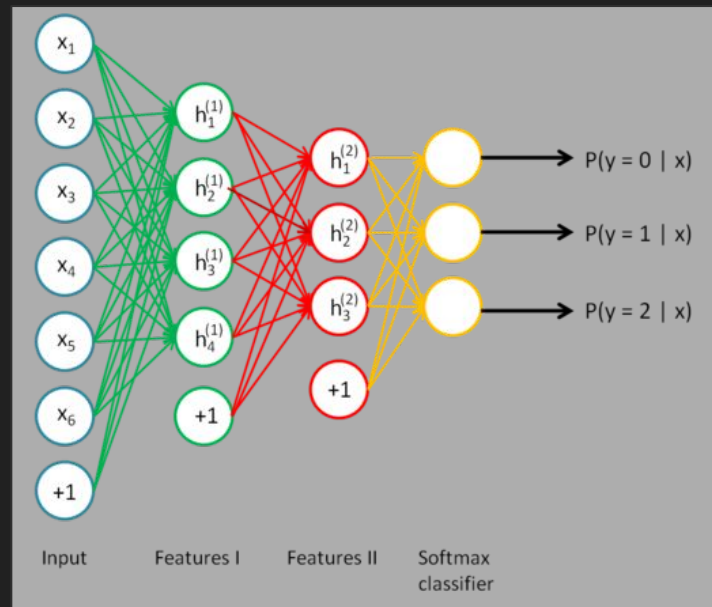 x₁
x₂
x₃
x₄
x₅
x₆
+1
h₁⁽¹⁾
h₂⁽¹⁾
h₃⁽¹⁾
h₄⁽¹⁾
+1
h₁⁽²⁾
h₂⁽²⁾
h₃⁽²⁾
+1
P(y = 0 | x)
P(y = 1 | x)
P(y = 2 | x)
Input
Features I
Features II
Softmax
classifier